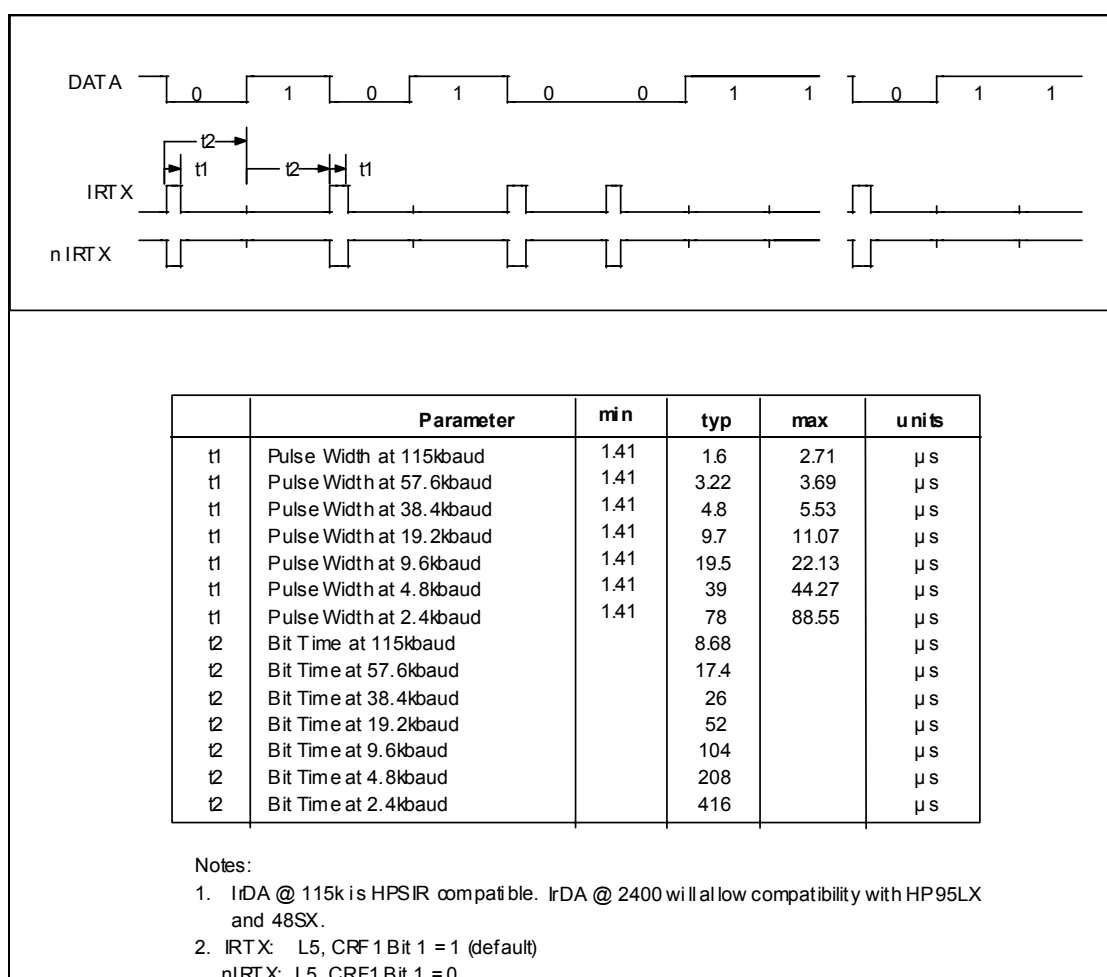 DATA 0 1 0 1 0 0 1 1 0 1 1
t2
t1 t2 t1
IRTX
nIRTX
Parameter min typ max units
t1 Pulse Width at 115kbaud 1.41 1.6 2.71 µs
t1 Pulse Width at 57.6kbaud 1.41 3.22 3.69 µs
t1 Pulse Width at 38.4kbaud 1.41 4.8 5.53 µs
t1 Pulse Width at 19.2kbaud 1.41 9.7 11.07 µs
t1 Pulse Width at 9.6kbaud 1.41 19.5 22.13 µs
t1 Pulse Width at 4.8kbaud 1.41 39 44.27 µs
t1 Pulse Width at 2.4kbaud 1.41 78 88.55 µs
t2 Bit Time at 115kbaud 8.68 µs
t2 Bit Time at 57.6kbaud 17.4 µs
t2 Bit Time at 38.4kbaud 26 µs
t2 Bit Time at 19.2kbaud 52 µs
t2 Bit Time at 9.6kbaud 104 µs
t2 Bit Time at 4.8kbaud 208 µs
t2 Bit Time at 2.4kbaud 416 µs
Notes:
1. IrDA @ 115k is HPSIR compatible. IrDA @ 2400 will allow compatibility with HP95LX
and 48SX.
2. IRTX: L5, CRF1 Bit 1 = 1 (default)
nIRTX: L5, CRF1 Bit 1 = 0